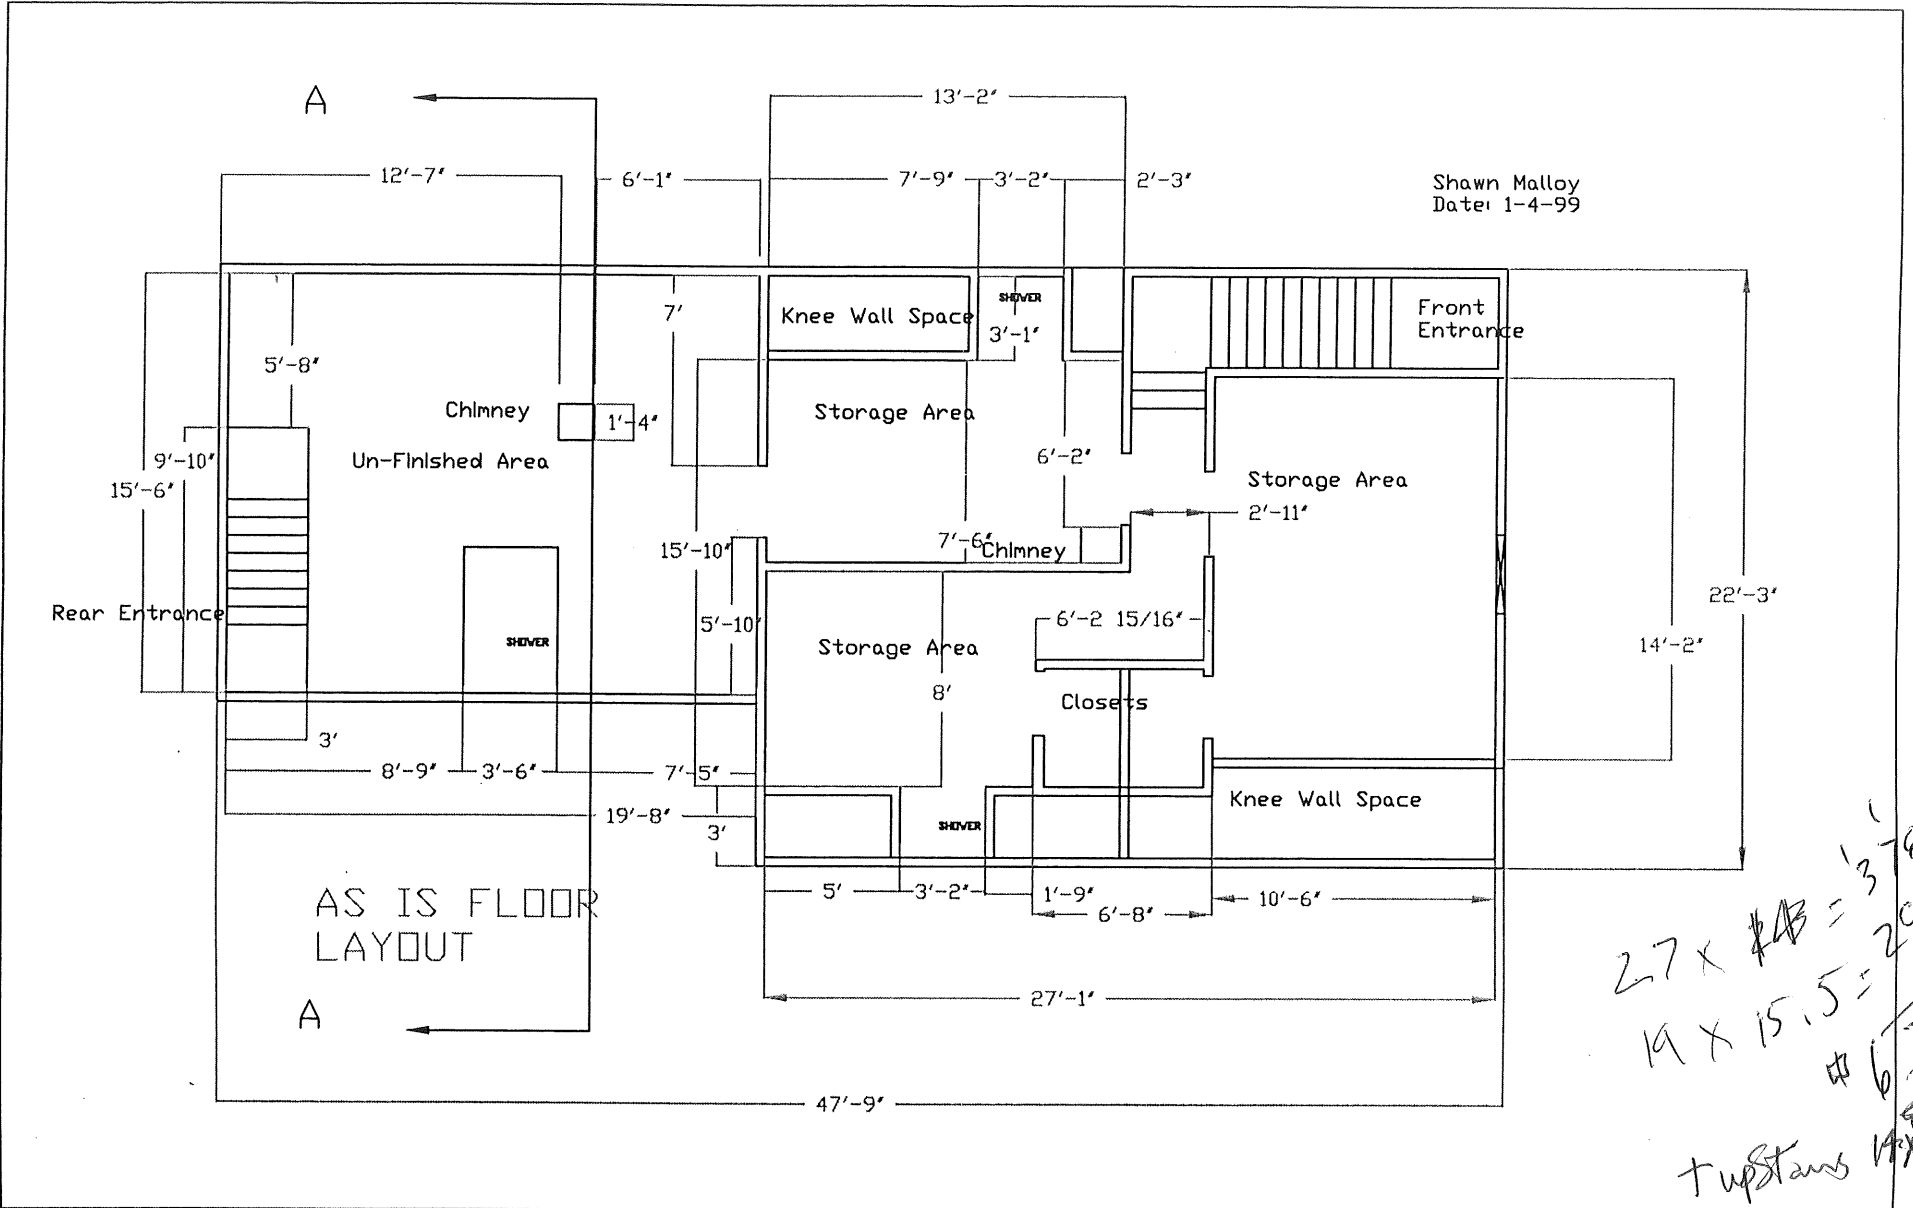 A
13'-2"
12'-7"
6'-1"
7'-9"
3'-2"
2'-3"
Shawn Malloy
Date: 1-4-99
7'
Knee Wall Space
SHOWER
3'-1"
Front
Entrance
5'-8"
Chimney
1'-4"
Storage Area
9'-10"
Un-Finished Area
6'-2"
15'-6"
Storage Area
2'-11"
15'-10"
7'-6"
Chimney
22'-3"
Rear Entrance
5'-10'
6'-2 15/16"
SHOWER
Storage Area
14'-2"
8'
Closets
3'
8'-9"
3'-6"
7'-5"
Knee Wall Space
19'-8"
3'
SHOWER
5'
3'-2"
1'-9"
10'-6"
6'-8"
AS IS FLOOR
LAYOUT
27'-1"
A
47'-9"
27 x
19 x 15.5 =
+ upstairs